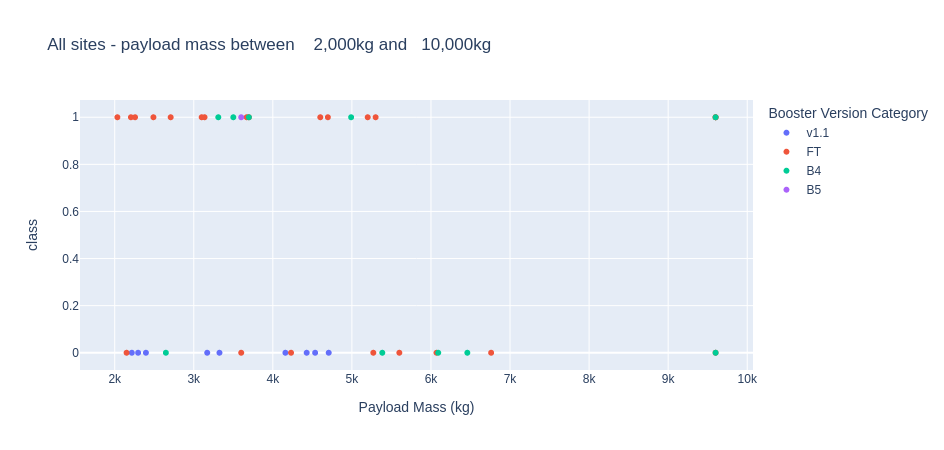 All sites - payload mass between    2,000kg and   10,000kg
Booster Version Category
v1.1
FT
B4
B5
class
1
0.8
0.6
0.4
0.2
0
2k 3k 4k 5k 6k 7k 8k 9k 10k
Payload Mass (kg)